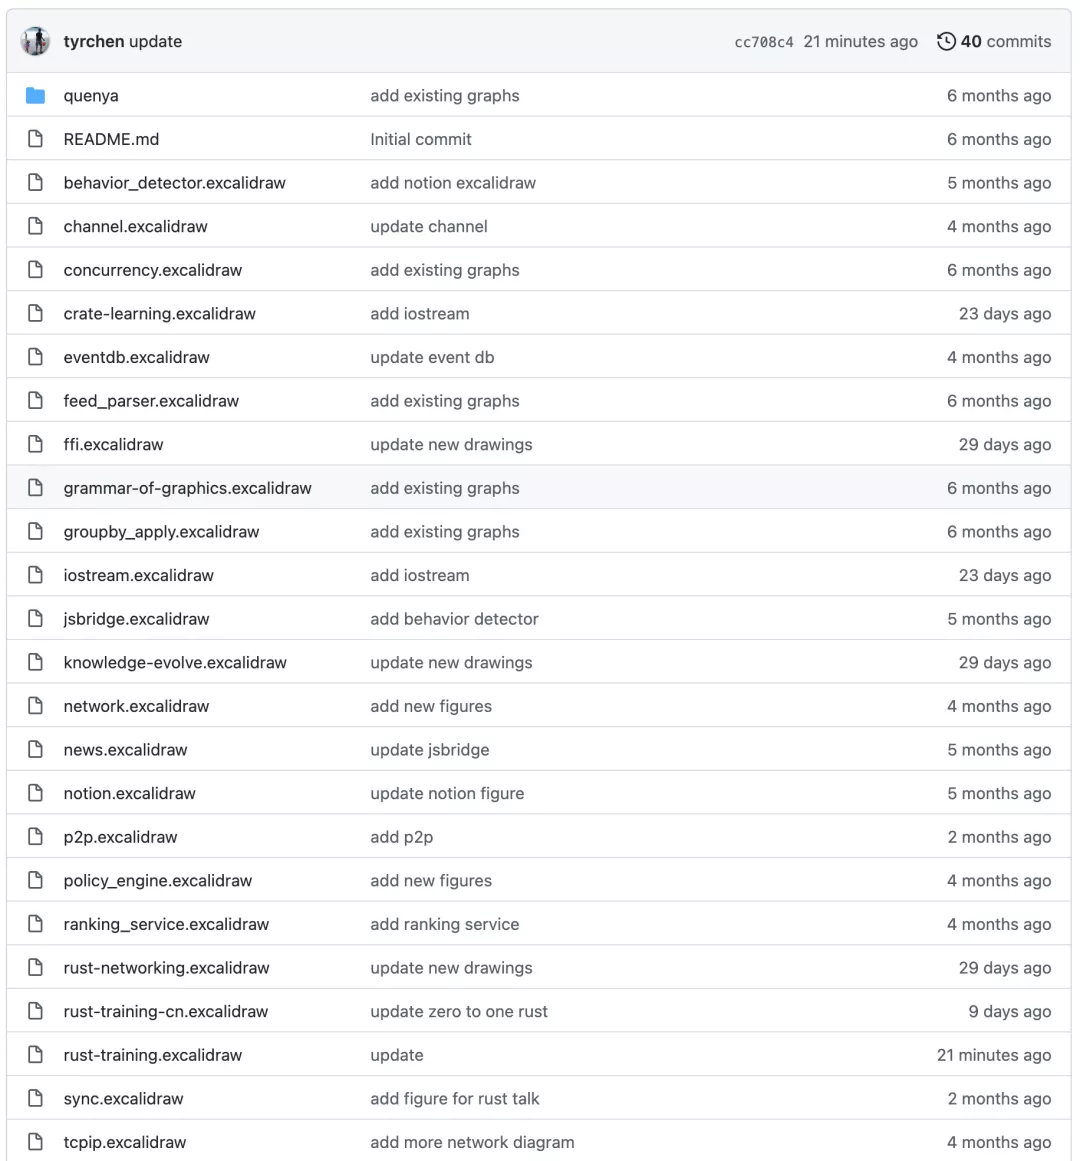 tyrchen update cc708c4 21 minutes ago 40 commits
quenya add existing graphs 6 months ago
README.md Initial commit 6 months ago
behavior_detector.excalidraw add notion excalidraw 5 months ago
channel.excalidraw update channel 4 months ago
concurrency.excalidraw add existing graphs 6 months ago
crate-learning.excalidraw add iostream 23 days ago
eventdb.excalidraw update event db 4 months ago
feed_parser.excalidraw add existing graphs 6 months ago
ffi.excalidraw update new drawings 29 days ago
grammar-of-graphics.excalidraw add existing graphs 6 months ago
groupby_apply.excalidraw add existing graphs 6 months ago
iostream.excalidraw add iostream 23 days ago
jsbridge.excalidraw add behavior detector 5 months ago
knowledge-evolve.excalidraw update new drawings 29 days ago
network.excalidraw add new figures 4 months ago
news.excalidraw update jsbridge 5 months ago
notion.excalidraw update notion figure 5 months ago
p2p.excalidraw add p2p 2 months ago
policy_engine.excalidraw add new figures 4 months ago
ranking_service.excalidraw add ranking service 4 months ago
rust-networking.excalidraw update new drawings 29 days ago
rust-training-cn.excalidraw update zero to one rust 9 days ago
rust-training.excalidraw update 21 minutes ago
sync.excalidraw add figure for rust talk 2 months ago
tcpip.excalidraw add more network diagram 4 months ago